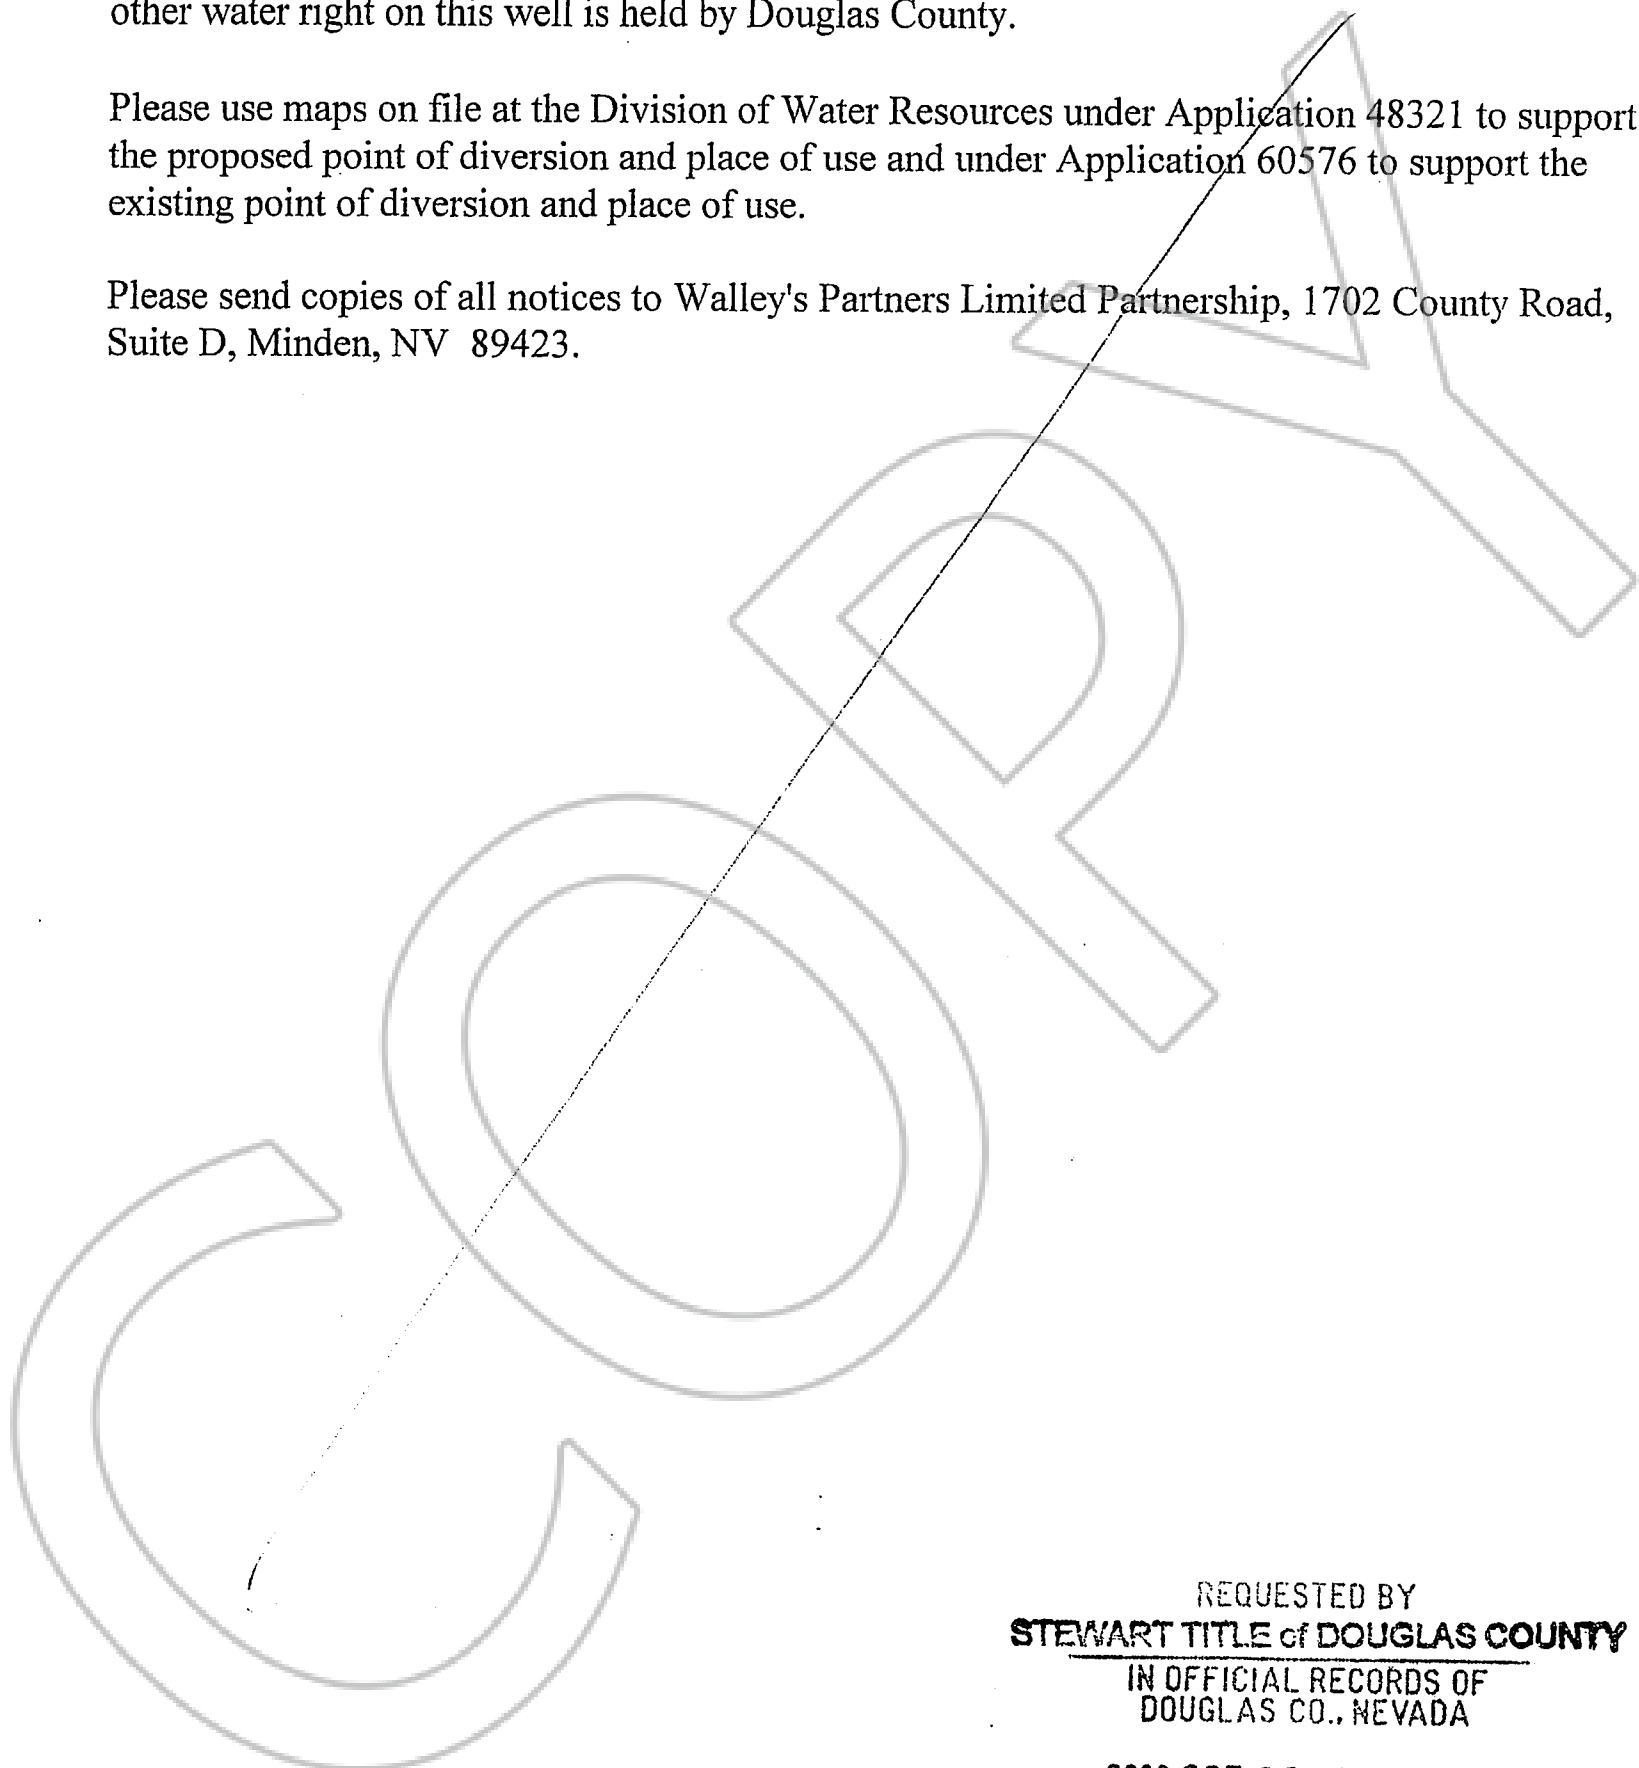 other water right on this well is held by Douglas County.
Please use maps on file at the Division of Water Resources under Application 48321 to support
the proposed point of diversion and place of use and under Application 60576 to support the
existing point of diversion and place of use.
Please send copies of all notices to Walley's Partners Limited Partnership, 1702 County Road,
Suite D, Minden, NV 89423.
COPY
REQUESTED BY
STEWART TITLE of DOUGLAS COUNTY
IN OFFICIAL RECORDS OF
DOUGLAS CO., NEVADA